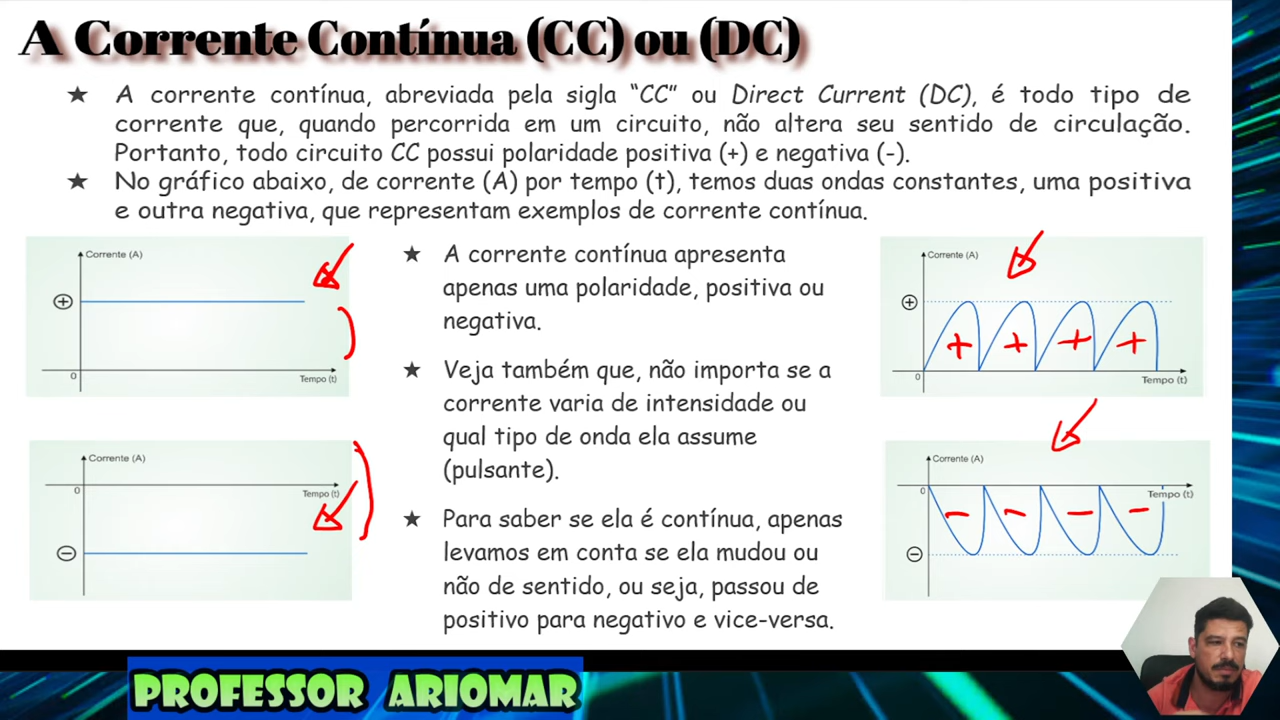 A Corrente Contínua (CC) ou (DC)
★ A corrente contínua, abreviada pela sigla “CC” ou Direct Current (DC), é todo tipo de
corrente que, quando percorrida em um circuito, não altera seu sentido de circulação.
Portanto, todo circuito CC possui polaridade positiva (+) e negativa (-).
★ No gráfico abaixo, de corrente (A) por tempo (t), temos duas ondas constantes, uma positiva
e outra negativa, que representam exemplos de corrente contínua.
Corrente (A)
+
0
Tempo (t)
Corrente (A)
0
Tempo (t)
-
★ A corrente contínua apresenta
apenas uma polaridade, positiva ou
negativa.
★ Veja também que, não importa se a
corrente varia de intensidade ou
qual tipo de onda ela assume
(pulsante).
★ Para saber se ela é contínua, apenas
levamos em conta se ela mudou ou
não de sentido, ou seja, passou de
positivo para negativo e vice-versa.
Corrente (A)
+
+ + + +
0
Tempo (t)
Corrente (A)
0
Tempo (t)
- - - -
-
PROFESSOR ARIOMAR